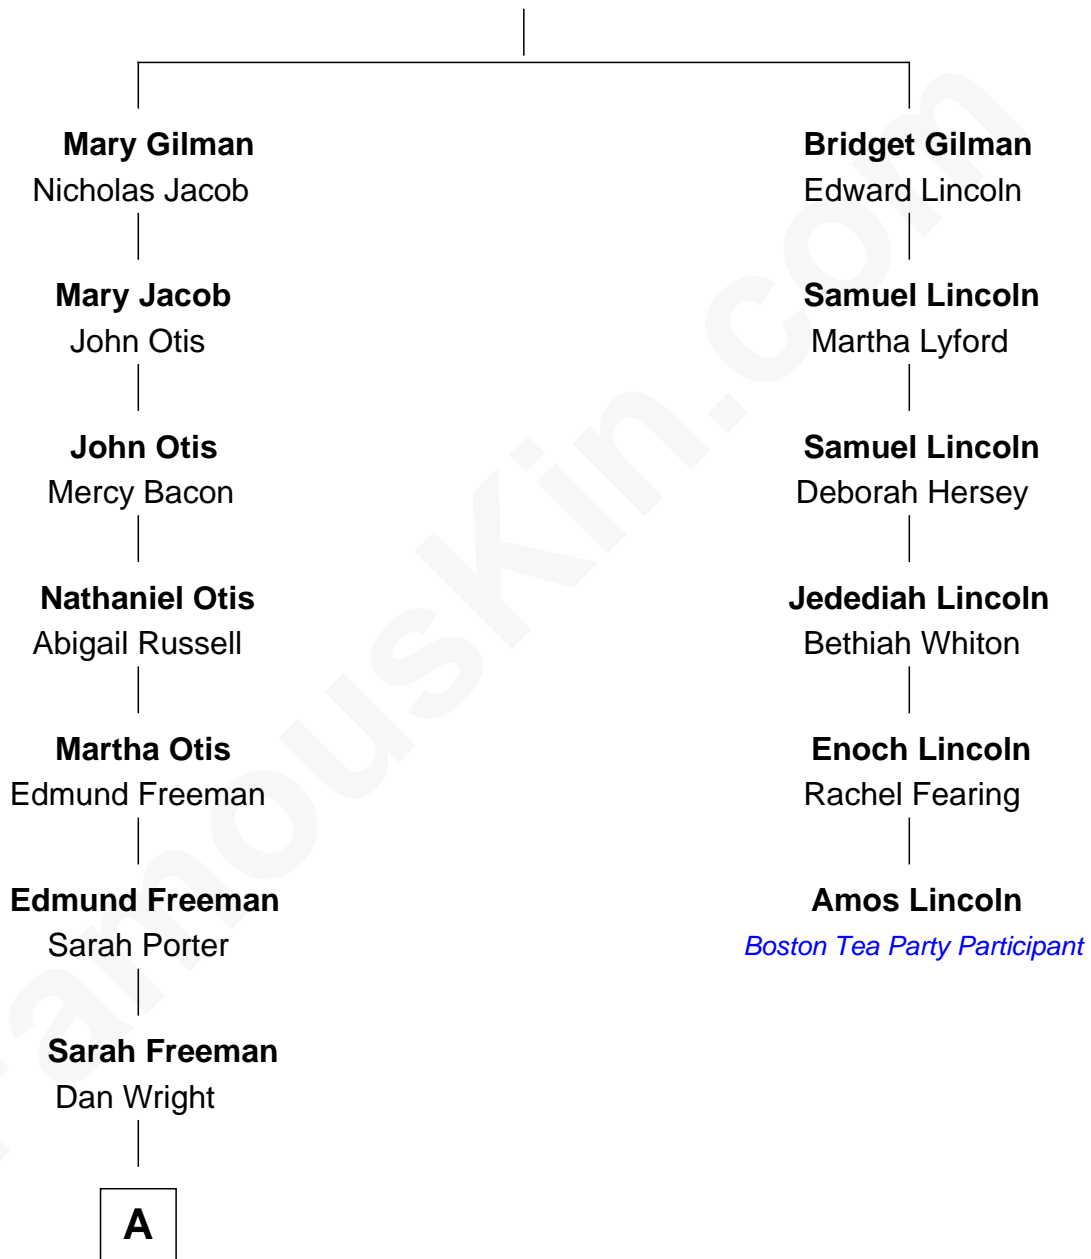 Mary Gilman
Nicholas Jacob
Mary Jacob
John Otis
John Otis
Mercy Bacon
Nathaniel Otis
Abigail Russell
Martha Otis
Edmund Freeman
Edmund Freeman
Sarah Porter
Sarah Freeman
Dan Wright
A
Bridget Gilman
Edward Lincoln
Samuel Lincoln
Martha Lyford
Samuel Lincoln
Deborah Hersey
Jedediah Lincoln
Bethiah Whiton
Enoch Lincoln
Rachel Fearing
Amos Lincoln
Boston Tea Party Participant
FamousKin.com